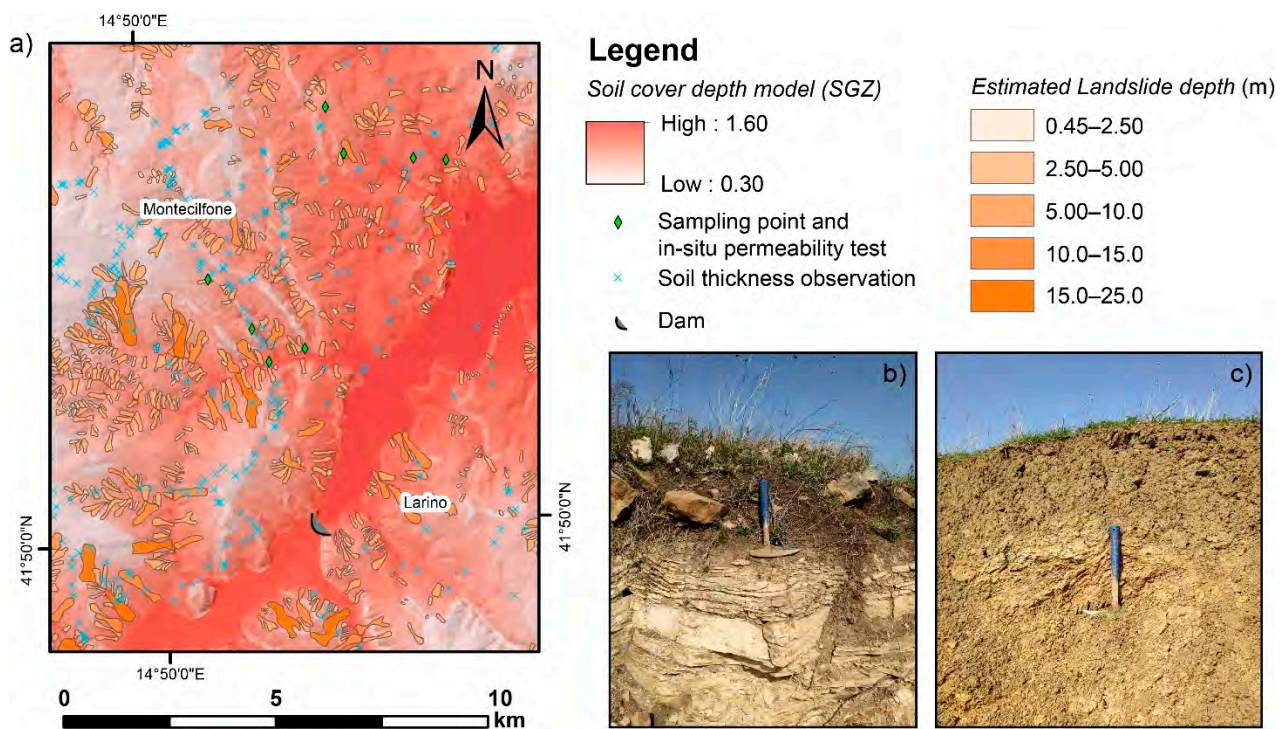 a)
14°50'0"E
N
Montecilfone
Larino
41°50'0"N
41°50'0"N
14°50'0"E
0 5 10
km
Legend
Soil cover depth model (SGZ)
High : 1.60
Low : 0.30
Sampling point and
in-situ permeability test
Soil thickness observation
Dam
Estimated Landslide depth (m)
0.45–2.50
2.50–5.00
5.00–10.0
10.0–15.0
15.0–25.0
b)
c)